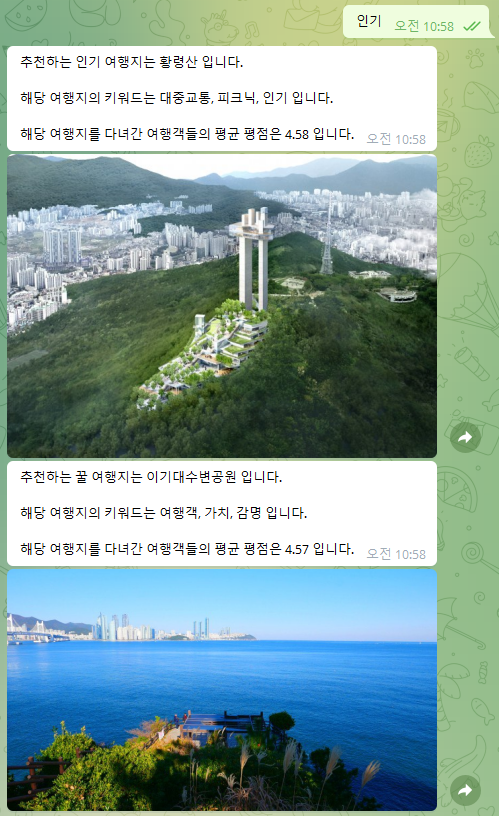 인기 오전 10:58
추천하는 인기 여행지는 황령산 입니다.
해당 여행지의 키워드는 대중교통, 피크닉, 인기 입니다.
해당 여행지를 다녀간 여행객들의 평균 평점은 4.58 입니다. 오전 10:58
추천하는 꿀 여행지는 이기대수변공원 입니다.
해당 여행지의 키워드는 여행객, 가치, 감명 입니다.
해당 여행지를 다녀간 여행객들의 평균 평점은 4.57 입니다. 오전 10:58